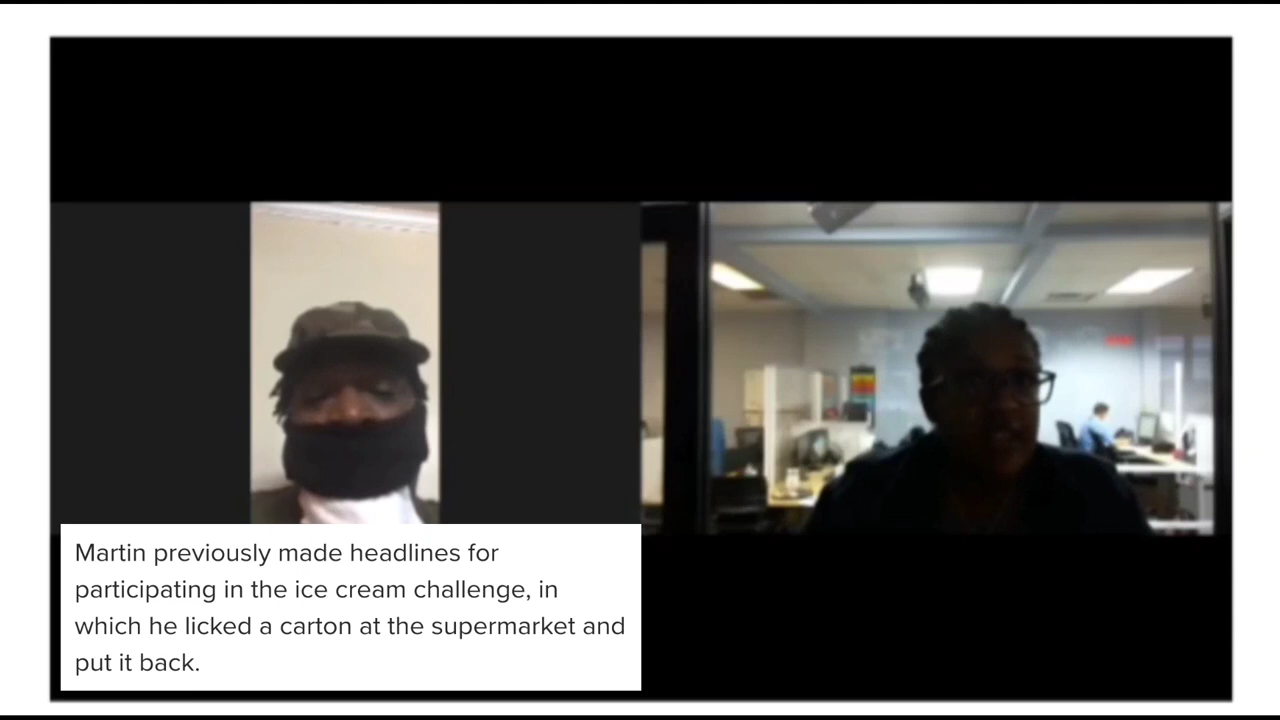 Martin previously made headlines for
participating in the ice cream challenge, in
which he licked a carton at the supermarket and
put it back.